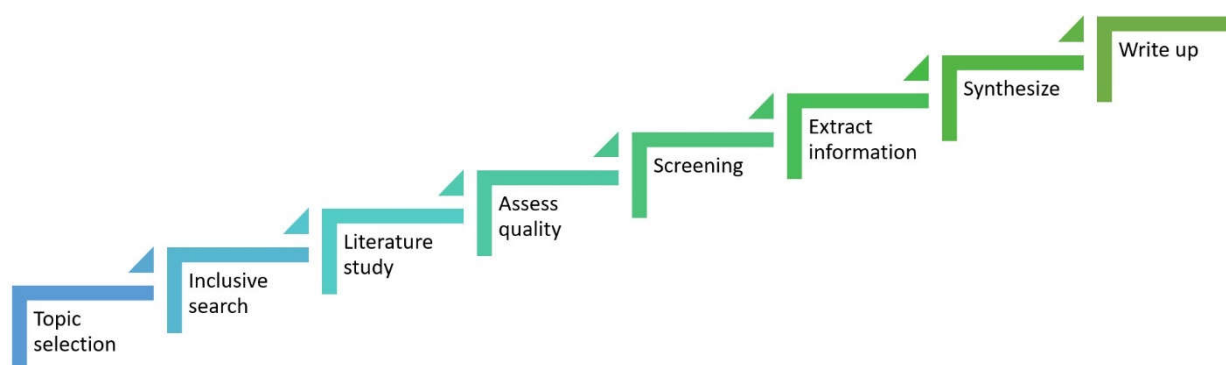 Topic
selection
Inclusive
search
Literature
study
Assess
quality
Screening
Extract
information
Synthesize
Write up